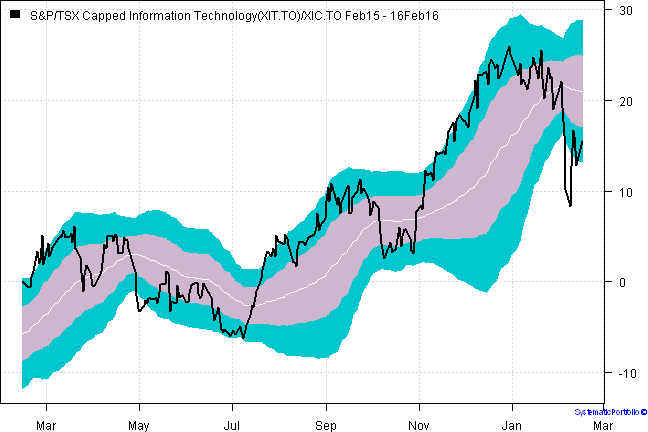 S&P/TSX Capped Information Technology(XIT.TO)/XIC.TO Feb15 - 16Feb16
30
20
10
0
-10
SystematicPortfolio ©
Mar May Jul Sep Nov Jan Mar